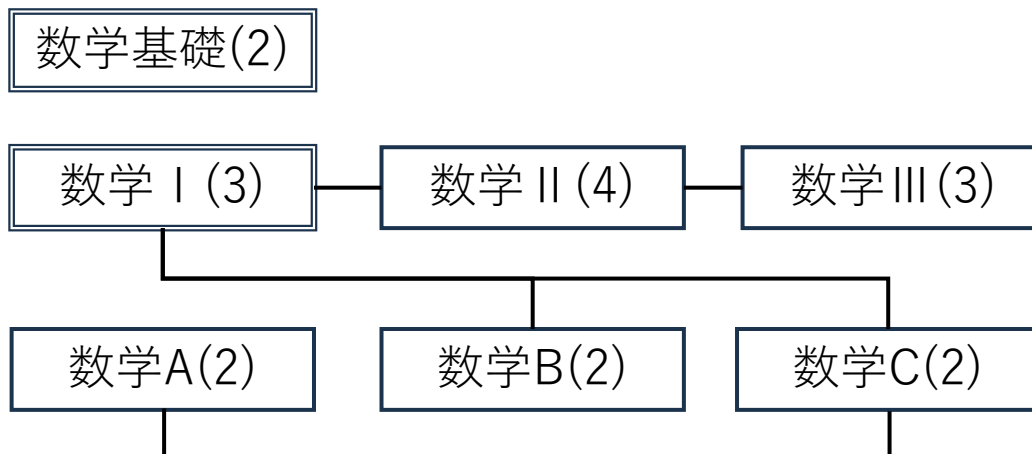 数学基礎(2)
数学Ⅰ(3)
数学Ⅱ(4)
数学Ⅲ(3)
数学A(2)
数学B(2)
数学C(2)